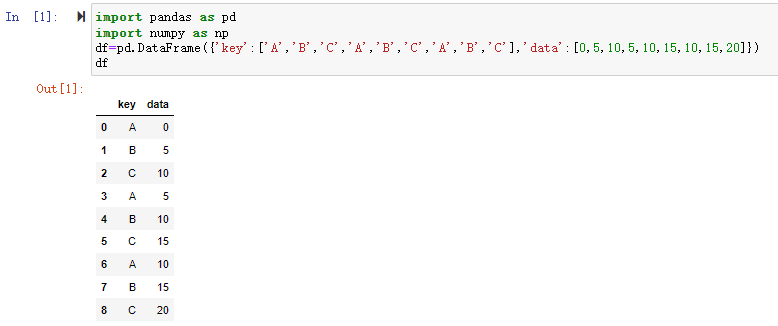 In [1]:
import pandas as pd
import numpy as np
df=pd.DataFrame({'key':['A','B','C','A','B','C','A','B','C'],'data':[0,5,10,5,10,15,10,15,20]})
df
Out[1]:
key data
0 A 0
1 B 5
2 C 10
3 A 5
4 B 10
5 C 15
6 A 10
7 B 15
8 C 20